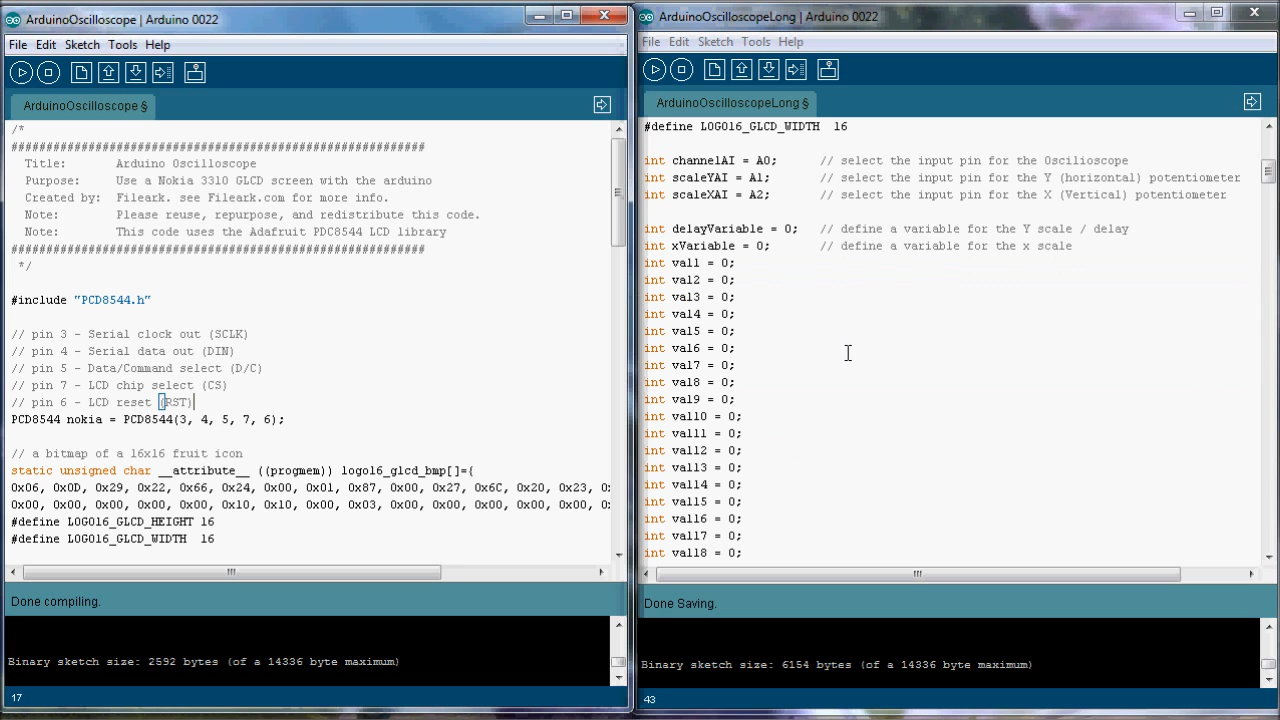 ArduinoOscilloscope | Arduino 0022
File Edit Sketch Tools Help
ArduinoOscilloscope §
/*
###########################################################
Title: Arduino Oscilloscope
Purpose: Use a Nokia 3310 GLCD screen with the arduino
Created by: Fileark. see Fileark.com for more info.
Note: Please reuse, repurpose, and redistribute this code.
Note: This code uses the Adafruit PDC8544 LCD library
###########################################################
*/
#include "PCD8544.h"
// pin 3 - Serial clock out (SCLK)
// pin 4 - Serial data out (DIN)
// pin 5 - Data/Command select (D/C)
// pin 7 - LCD chip select (CS)
// pin 6 - LCD reset (RST)
PCD8544 nokia = PCD8544(3, 4, 5, 7, 6);
// a bitmap of a 16x16 fruit icon
static unsigned char __attribute__ ((progmem)) logo16_glcd_bmp[]={
0x06, 0x0D, 0x29, 0x22, 0x66, 0x24, 0x00, 0x01, 0x87, 0x00, 0x27, 0x6C, 0x20, 0x23, 0
0x00, 0x00, 0x00, 0x00, 0x10, 0x10, 0x00, 0x03, 0x00, 0x00, 0x00, 0x00, 0x00, 0x00, 0
#define LOGO16_GLCD_HEIGHT 16
#define LOGO16_GLCD_WIDTH 16
Done compiling.
Binary sketch size: 2592 bytes (of a 14336 byte maximum)
17
ArduinoOscilloscopeLong | Arduino 0022
File Edit Sketch Tools Help
ArduinoOscilloscopeLong §
#define LOGO16_GLCD_WIDTH 16
int channelAI = A0; // select the input pin for the Oscilioscope
int scaleYAI = A1; // select the input pin for the Y (horizontal) potentiometer
int scaleXAI = A2; // select the input pin for the X (Vertical) potentiometer
int delayVariable = 0; // define a variable for the Y scale / delay
int xVariable = 0; // define a variable for the x scale
int val1 = 0;
int val2 = 0;
int val3 = 0;
int val4 = 0;
int val5 = 0;
int val6 = 0;
int val7 = 0;
int val8 = 0;
int val9 = 0;
int val10 = 0;
int val11 = 0;
int val12 = 0;
int val13 = 0;
int val14 = 0;
int val15 = 0;
int val16 = 0;
int val17 = 0;
int val18 = 0;
Done Saving.
Binary sketch size: 6154 bytes (of a 14336 byte maximum)
43